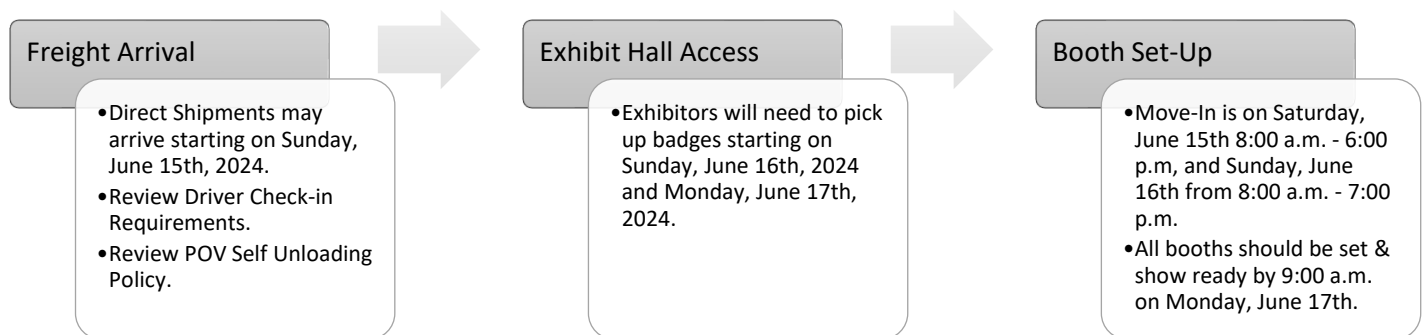 Freight Arrival
•Direct Shipments may
arrive starting on Sunday,
June 15th, 2024.
•Review Driver Check-in
Requirements.
•Review POV Self Unloading
Policy.
Exhibit Hall Access
•Exhibitors will need to pick
up badges starting on
Sunday, June 16th, 2024
and Monday, June 17th,
2024.
Booth Set-Up
•Move-In is on Saturday,
June 15th 8:00 a.m. - 6:00
p.m, and Sunday, June
16th from 8:00 a.m. - 7:00
p.m.
•All booths should be set &
show ready by 9:00 a.m.
on Monday, June 17th.